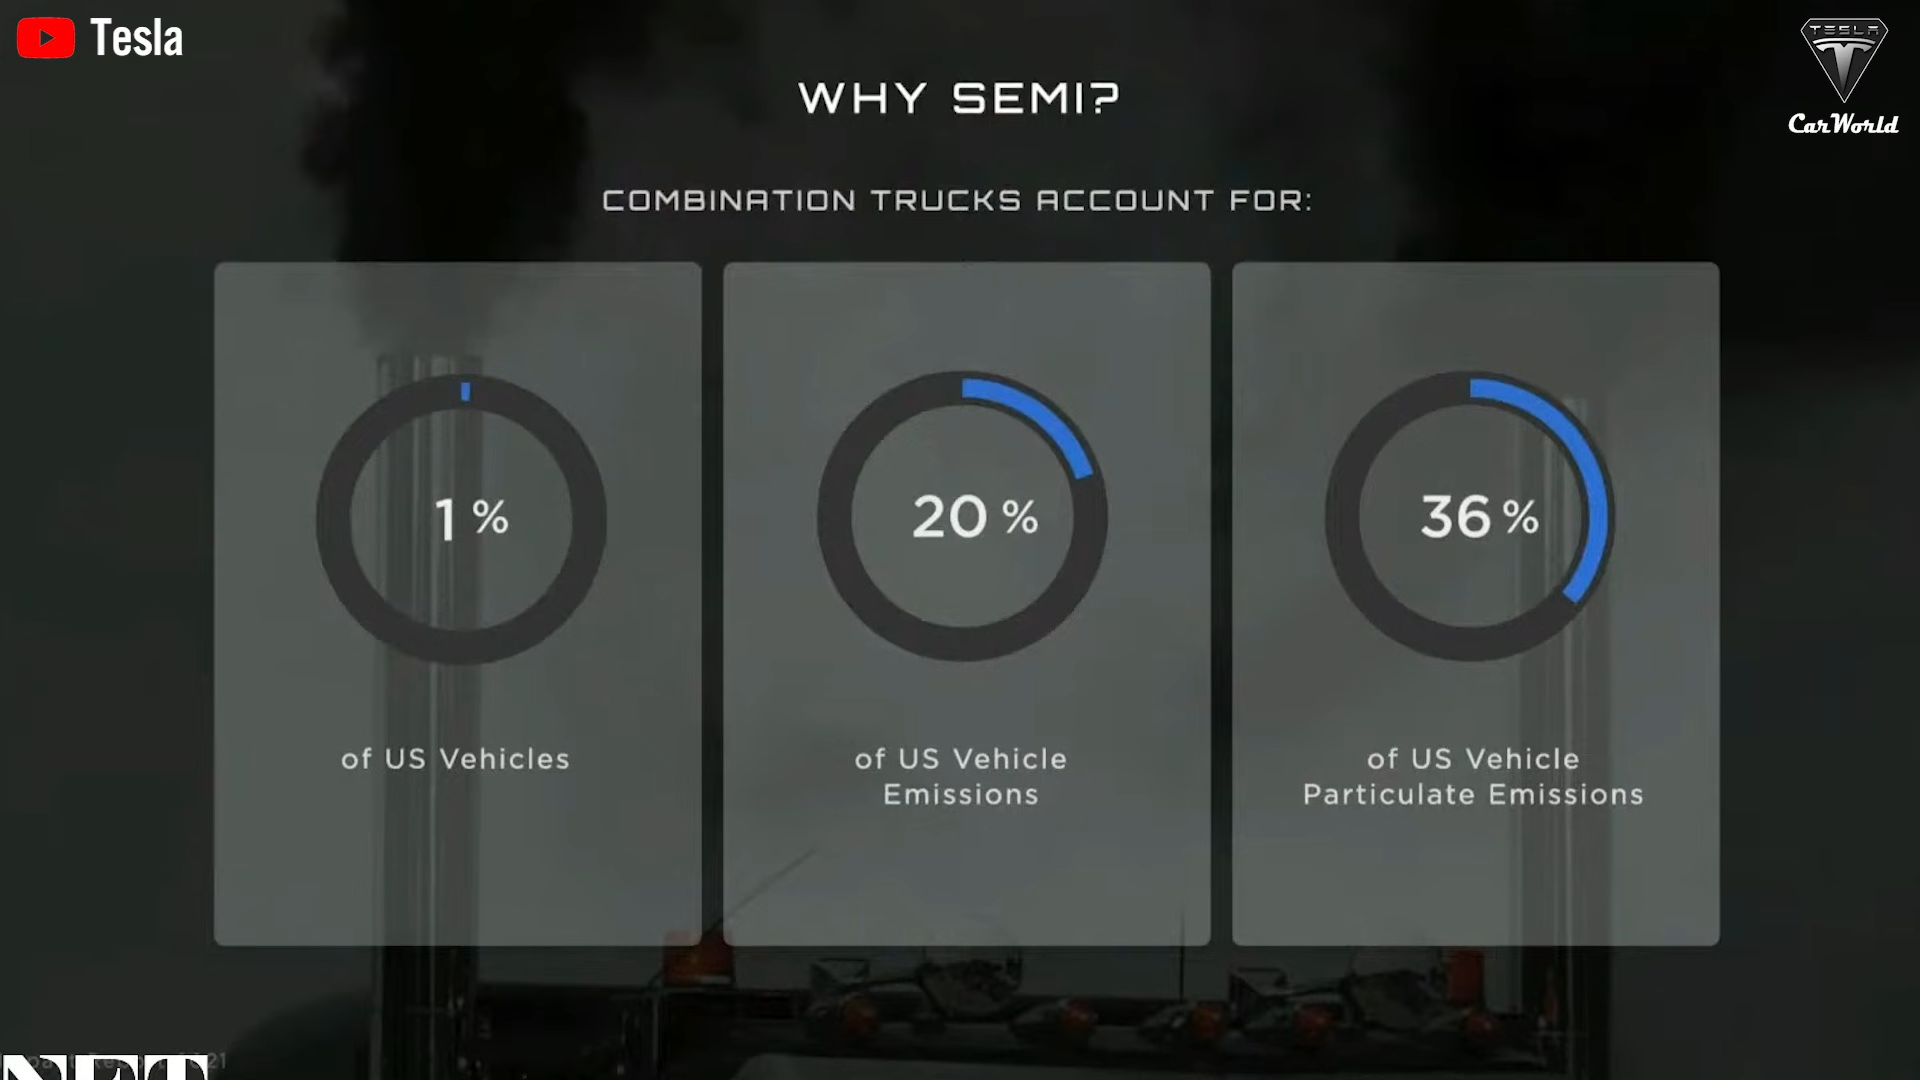 Tesla
TESLA
CarWorld
WHY SEMI?
COMBINATION TRUCKS ACCOUNT FOR:
1 %
20 %
36 %
of US Vehicles
of US Vehicle
Emissions
of US Vehicle
Particulate Emissions